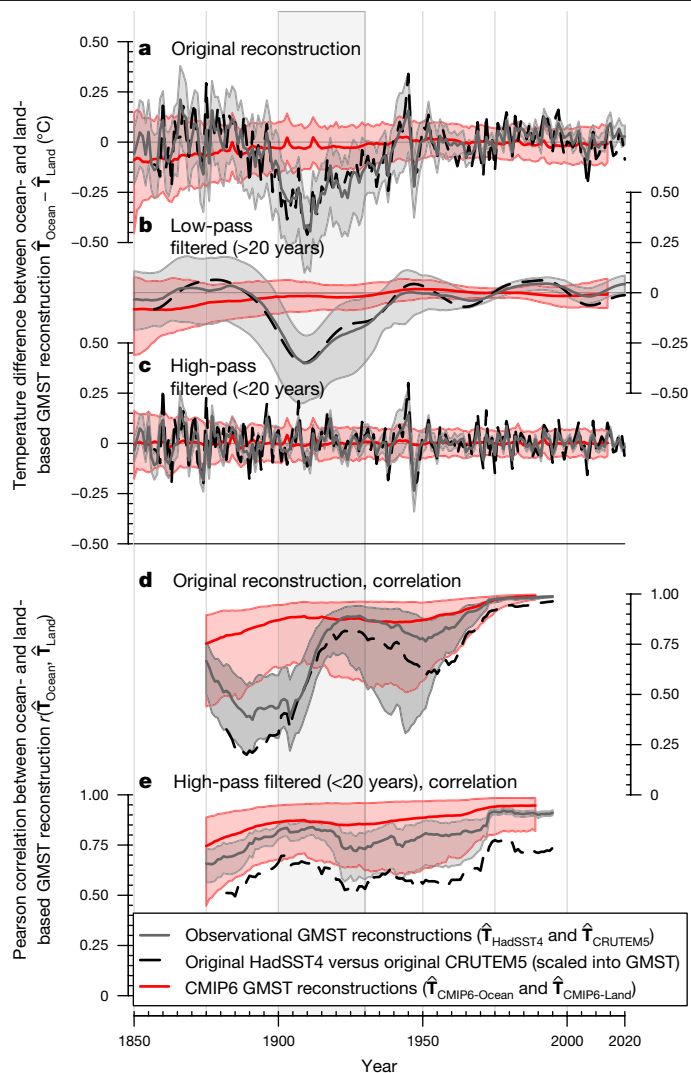 a Original reconstruction
0.50
0.25
0
−0.25
−0.50
Temperature difference between ocean- and land-
based GMST reconstruction T̂Ocean − T̂Land (°C)
b Low-pass
filtered (>20 years)
0.50
0.25
0
−0.25
−0.50
c High-pass
filtered (<20 years)
0.50
0.25
0
−0.25
−0.50
d Original reconstruction, correlation
1.00
0.75
0.50
0.25
0
Pearson correlation between ocean- and land-
based GMST reconstruction r(T̂Ocean, T̂Land)
e High-pass filtered (<20 years), correlation
1.00
0.75
0.50
0.25
0
Observational GMST reconstructions (T̂HadSST4 and T̂CRUTEM5)
Original HadSST4 versus original CRUTEM5 (scaled into GMST)
CMIP6 GMST reconstructions (T̂CMIP6-Ocean and T̂CMIP6-Land)
1850 1900 1950 2000 2020
Year